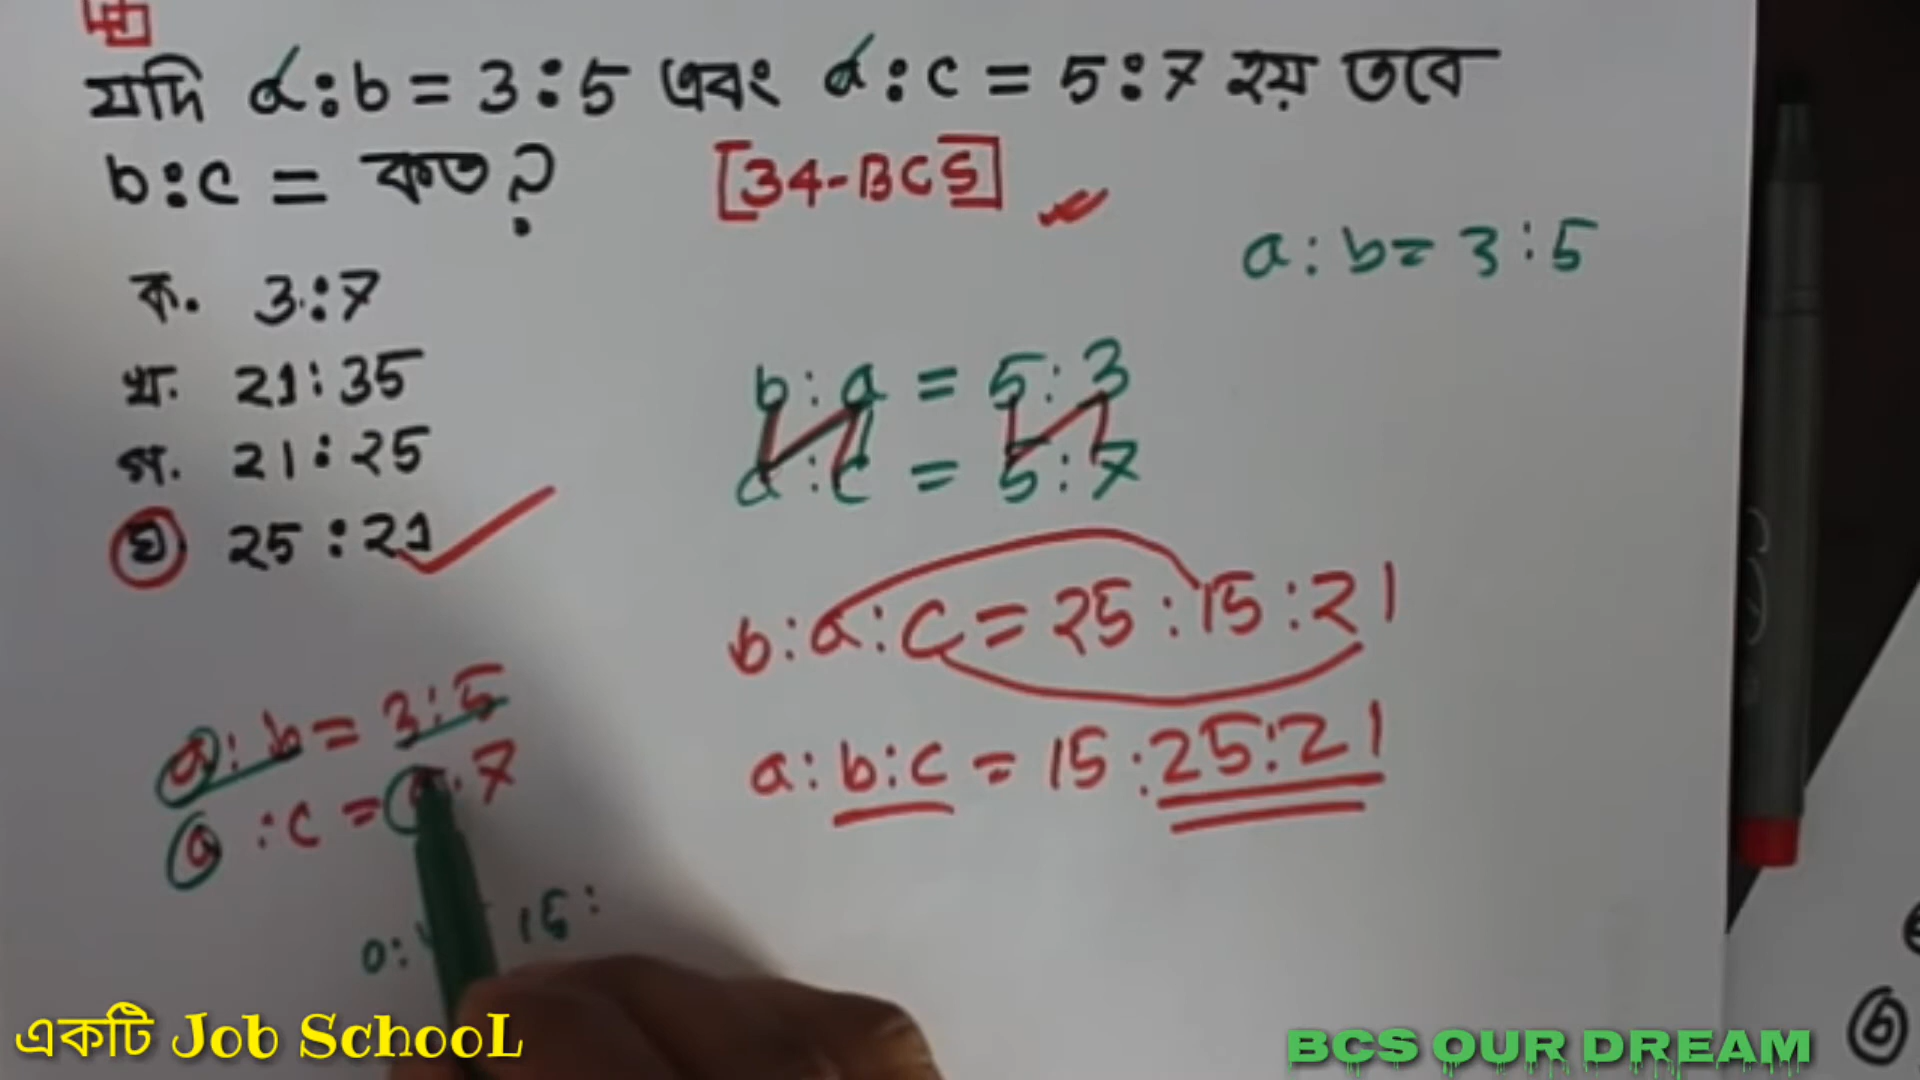 যদি a:b = 3:5 এবং a:c = 5:7 হয় তবে
b:c = কত ?
[34-BCS]
a:b = 3:5
ক. 3:7
খ. 21:35
গ. 21:25
ঘ. 25:21
b:a = 5:3
a:c = 5:7
b:a:c = 25:15:21
a:b:c = 15:25:21
a:b = 3:5
a:c = :7
15:
একটি Job SchooL
BCS OUR DREAM